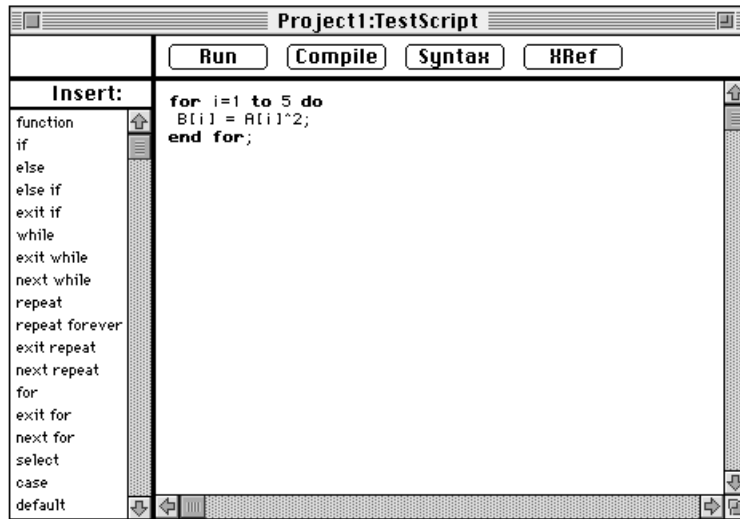 Project1:TestScript
Run Compile Syntax XRef
Insert:
function
if
else
else if
exit if
while
exit while
next while
repeat
repeat forever
exit repeat
next repeat
for
exit for
next for
select
case
default
for i=1 to 5 do
B[i] = A[i]^2;
end for;